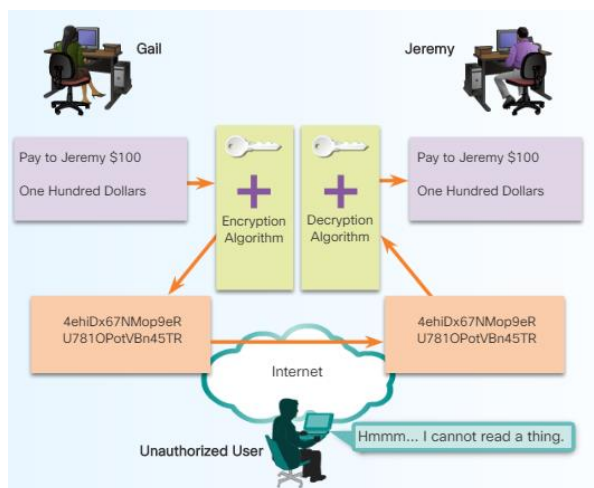 Gail
Jeremy
Pay to Jeremy $100
One Hundred Dollars
Encryption
Algorithm
Decryption
Algorithm
Pay to Jeremy $100
One Hundred Dollars
4ehiDx67NMop9eR
U781OPotVBn45TR
Internet
4ehiDx67NMop9eR
U781OPotVBn45TR
Unauthorized User
Hmmm... I cannot read a thing.